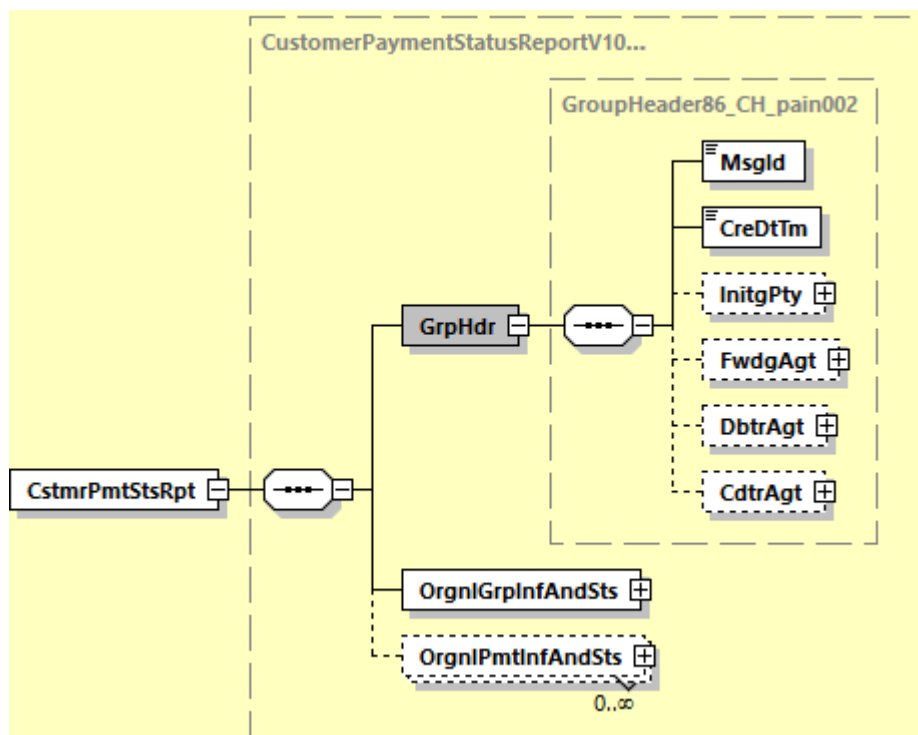 CustomerPaymentStatusReportV10...
GroupHeader86_CH_pain002
MsgId
CreDtTm
InitgPty
FwdgAgt
DbtrAgt
CdtrAgt
GrpHdr
CstmrPmtStsRpt
OrgnlGrpInfAndSts
OrgnlPmtInfAndSts
0..∞